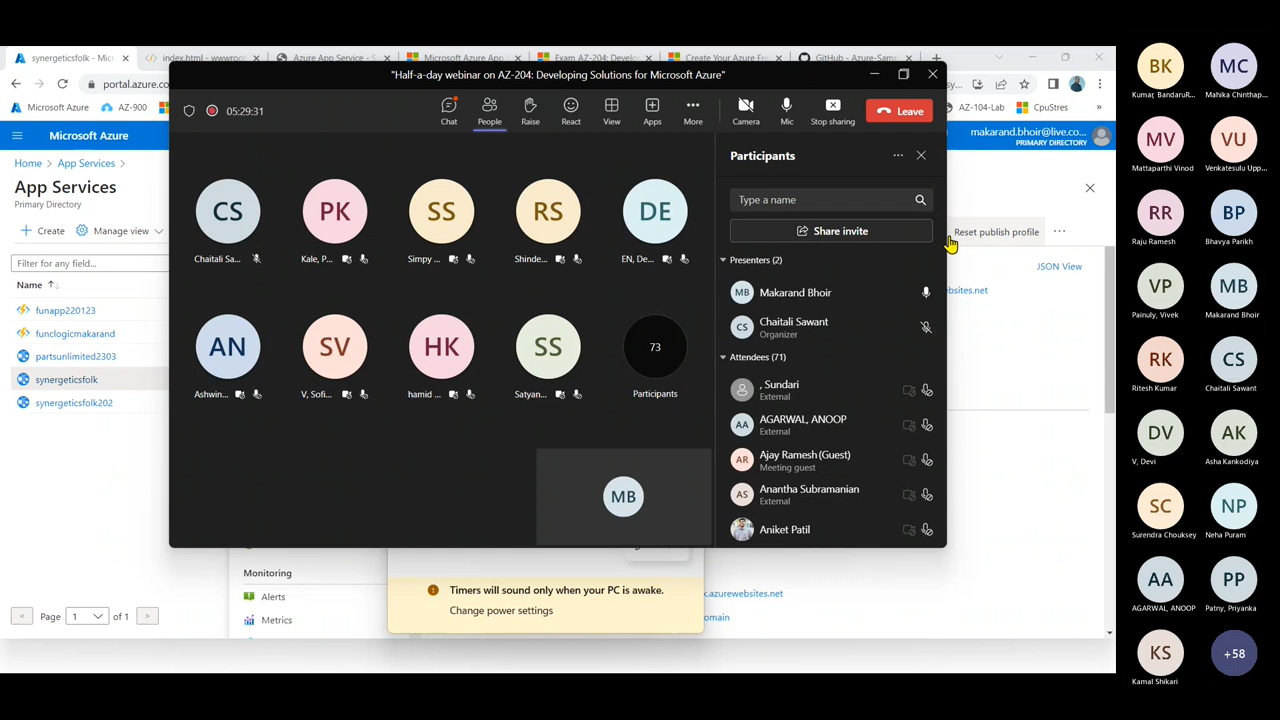 synergeticsfolk - Mic
index.html - wwwroo
Azure App Service - S
Microsoft Azure App
Exam AZ-204: Develo
Create Your Azure Fre
GitHub - Azure-Sam
portal.azure.co
Microsoft Azure
AZ-900
AZ-104-Lab
CpuStres
Microsoft Azure
makarand.bhoir@live.co...
PRIMARY DIRECTORY
Home > App Services >
App Services
Primary Directory
Create
Manage view
Filter for any field...
Name
funapp220123
funclogicmakarand
partsunlimited2303
synergeticsfolk
synergeticsfolk202
< Page 1 of 1 >
"Half-a-day webinar on AZ-204: Developing Solutions for Microsoft Azure"
05:29:31
Chat
People
Raise
React
View
Apps
More
Camera
Mic
Stop sharing
Leave
CS
Chaitali Sa...
PK
Kale, P...
SS
Simpy ...
RS
Shinde...
DE
EN, De...
AN
Ashwin...
SV
V, Sofi...
HK
hamid ...
SS
Satyan...
73
Participants
MB
Participants
Type a name
Share invite
Presenters (2)
MB
Makarand Bhoir
CS
Chaitali Sawant
Organizer
Attendees (71)
, Sundari
External
AA
AGARWAL, ANOOP
External
AR
Ajay Ramesh (Guest)
Meeting guest
AS
Anantha Subramanian
External
Aniket Patil
Reset publish profile
JSON View
bsites.net
Monitoring
Alerts
Metrics
Timers will sound only when your PC is awake.
Change power settings
k.azurewebsites.net
omain
BK
Kumar, BandaruR...
MC
Mahika Chinthap...
MV
Mattaparthi Vinod
VU
Venkatesulu Upp...
RR
Raju Ramesh
BP
Bhavya Parikh
VP
Painuly, Vivek
MB
Makarand Bhoir
RK
Ritesh Kumar
CS
Chaitali Sawant
DV
V, Devi
AK
Asha Kankodiya
SC
Surendra Chouksey
NP
Neha Puram
AA
AGARWAL, ANOOP
PP
Patny, Priyanka
KS
Kamal Shikari
+58